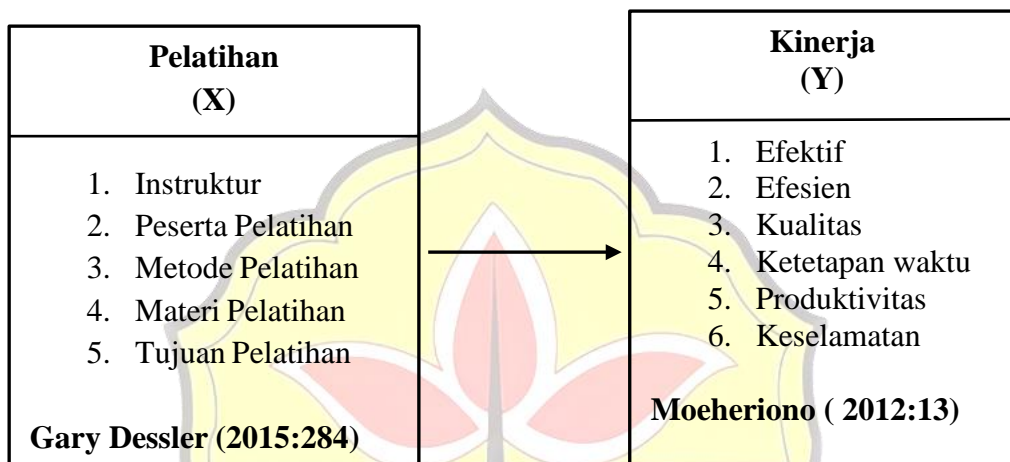 Pelatihan
(X)
1. Instruktur
2. Peserta Pelatihan
3. Metode Pelatihan
4. Materi Pelatihan
5. Tujuan Pelatihan
Gary Dessler (2015:284)
Kinerja
(Y)
1. Efektif
2. Efesien
3. Kualitas
4. Ketetapan waktu
5. Produktivitas
6. Keselamatan
Moeheriono ( 2012:13)